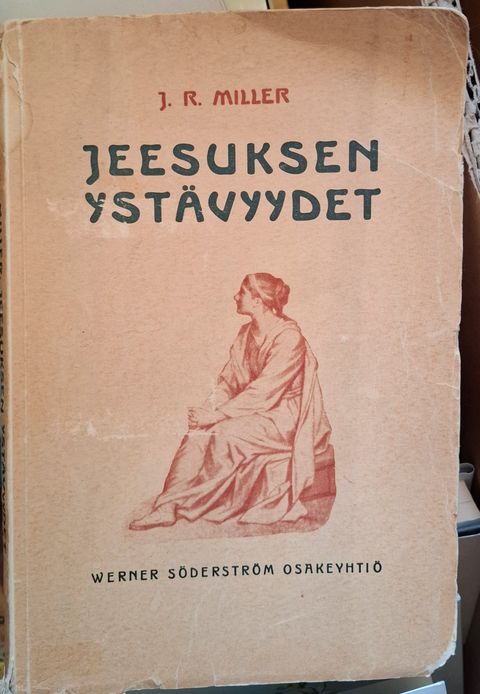 J. R. MILLER
JEESUKSEN
YSTÄVYYDET
WERNER SÖDERSTRÖM OSAKEYHTIÖ